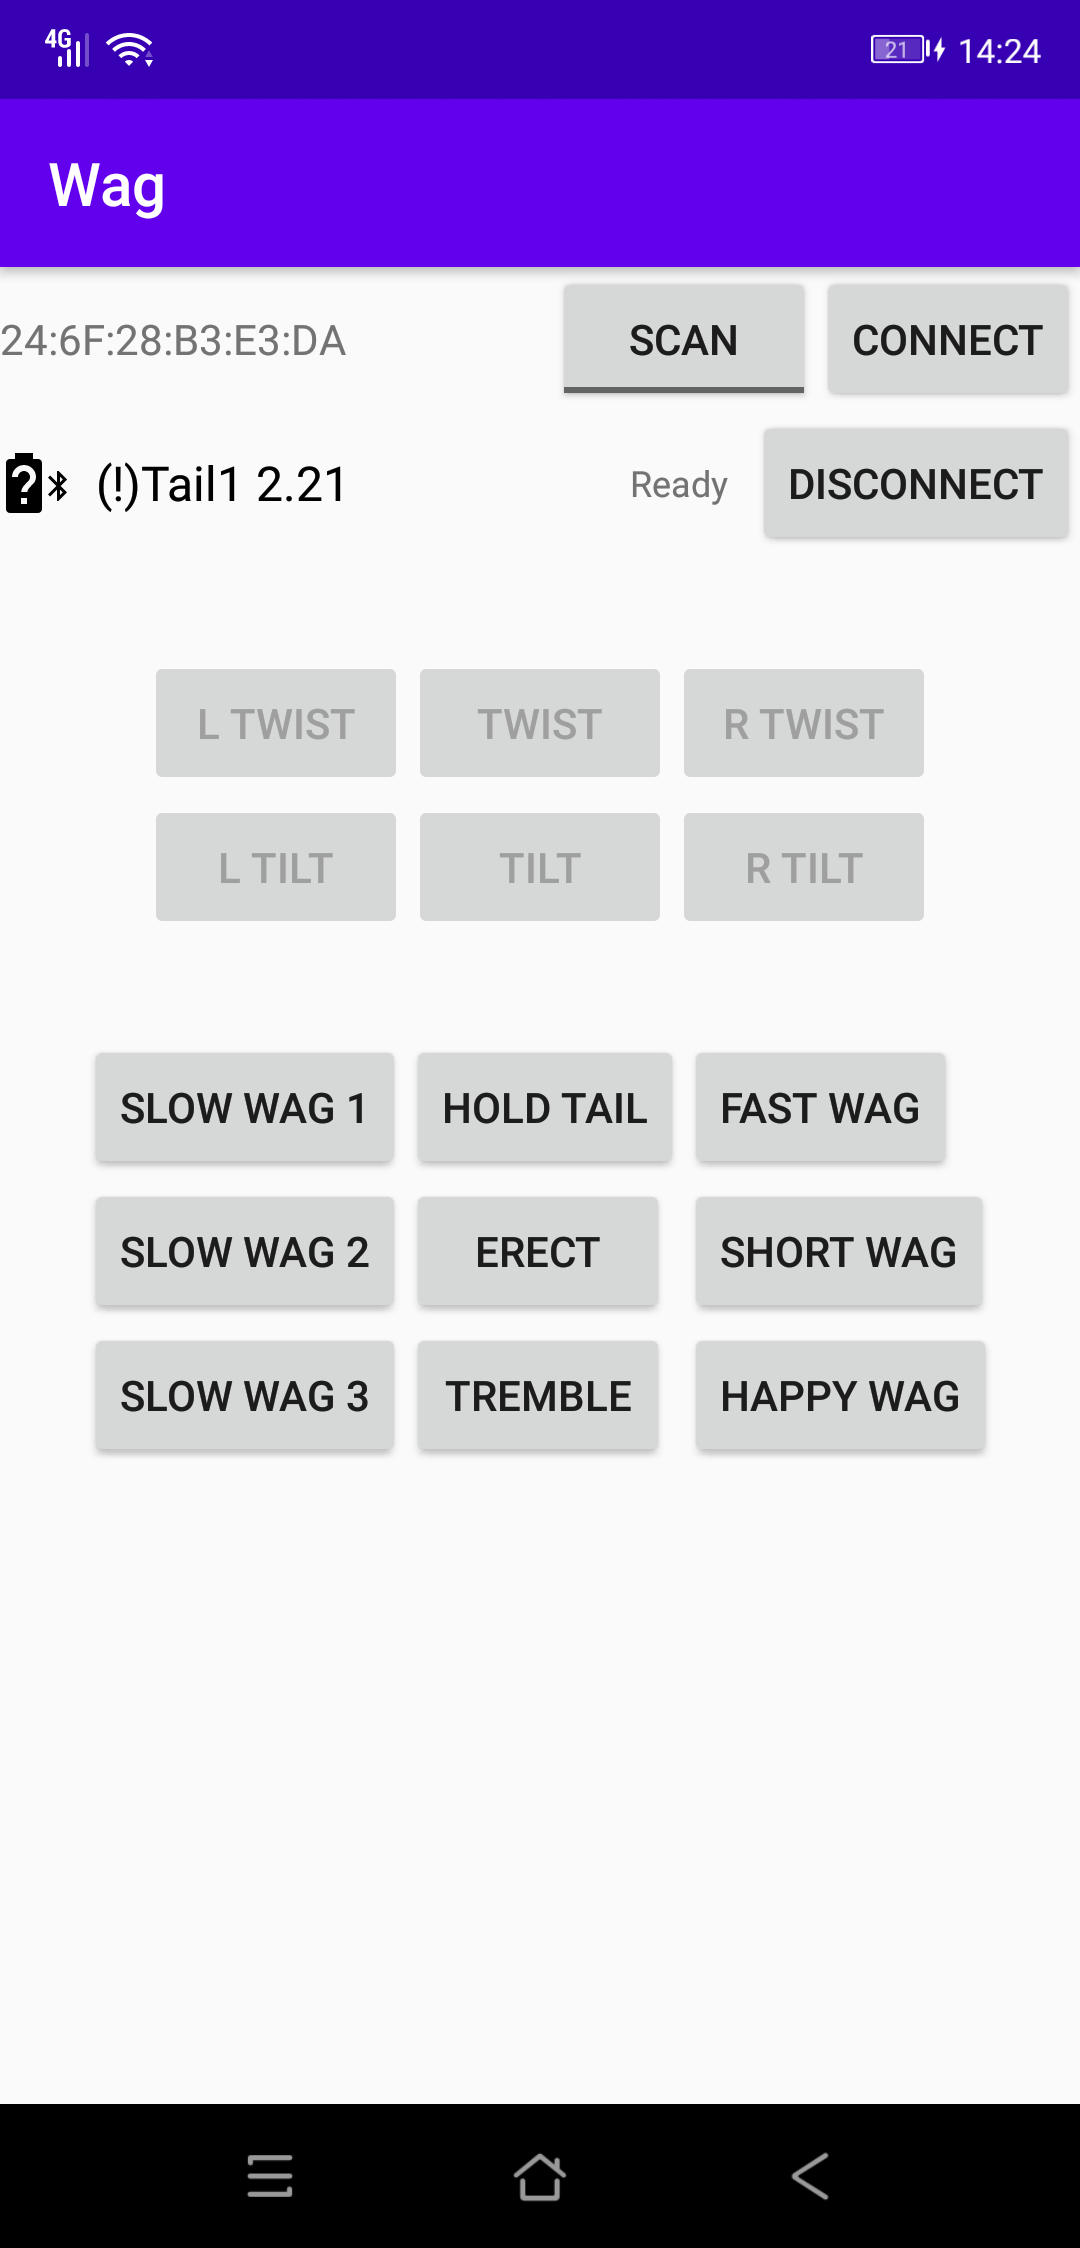 4G 21 14:24
Wag
24:6F:28:B3:E3:DA SCAN CONNECT
? (!)Tail1 2.21 Ready DISCONNECT
L TWIST TWIST R TWIST
L TILT TILT R TILT
SLOW WAG 1 HOLD TAIL FAST WAG
SLOW WAG 2 ERECT SHORT WAG
SLOW WAG 3 TREMBLE HAPPY WAG